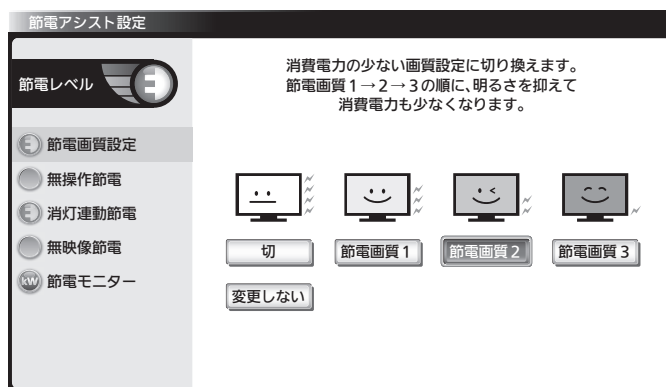 節電アシスト設定
節電レベル
E
消費電力の少ない画質設定に切り換えます。
節電画質1→2→3の順に、明るさを抑えて
消費電力も少なくなります。
E 節電画質設定
無操作節電
E 消灯連動節電
無映像節電
kW 節電モニター
切
節電画質1
節電画質2
節電画質3
変更しない